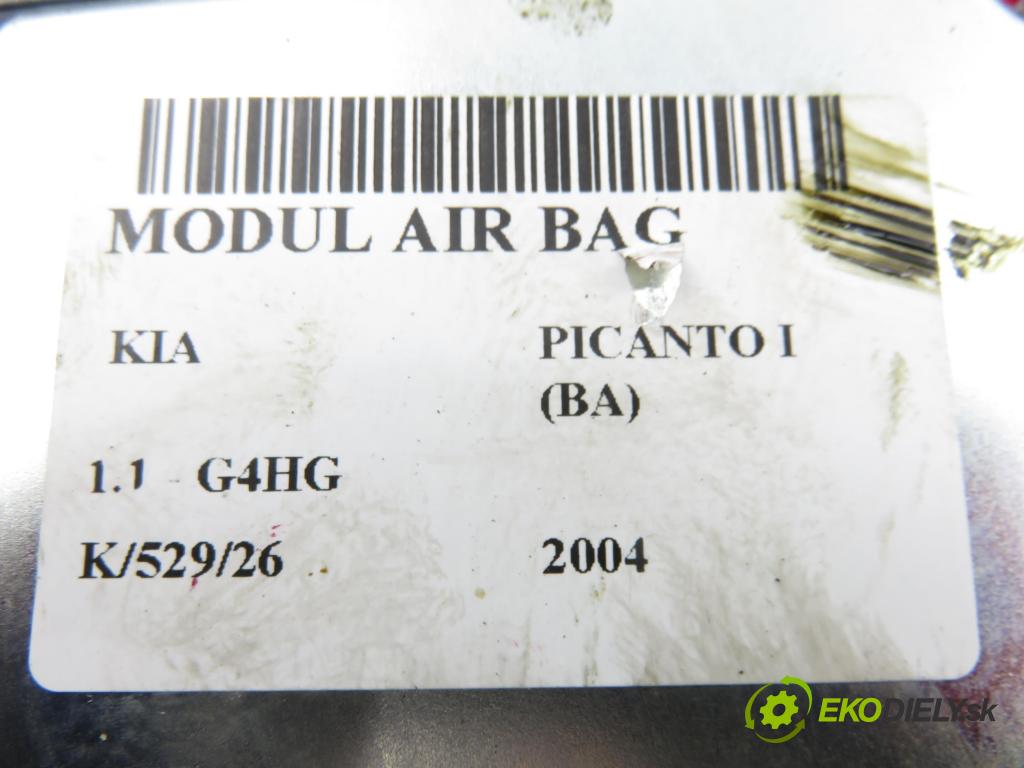 MODUL AIR BAG
KIA PICANTO I
(BA)
1.1 G4HG
K/529/26 2004
EKODIELY.sk